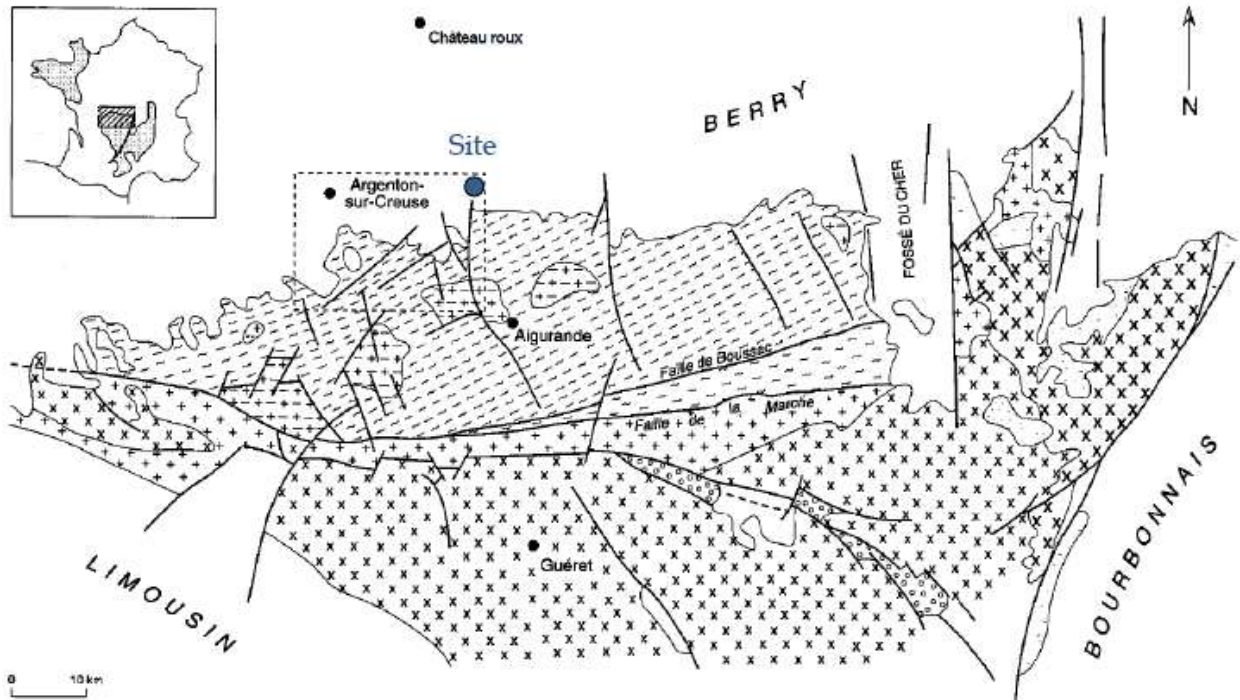 Château roux
BERRY
N
Site
Argenton-
sur-Creuse
FOSSÉ DU CHER
Aigurande
Faille de Boussac
Faille de la Marche
Guéret
LIMOUSIN
BOURBONNAIS
0 10 km